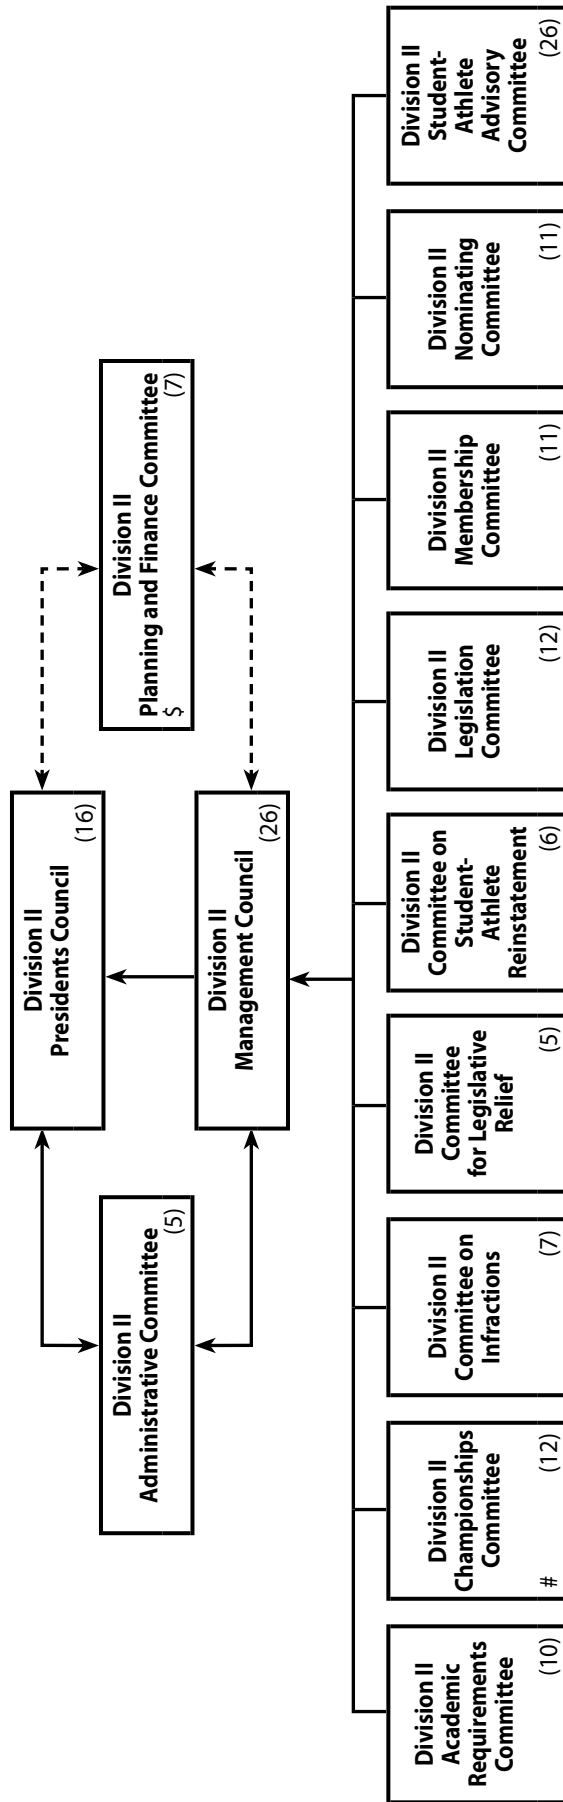 Division II
Presidents Council
(16)
Division II
Administrative Committee
(5)
Division II
Planning and Finance Committee
$
(7)
Division II
Management Council
(26)
Division II
Academic
Requirements
Committee
(10)
Division II
Championships
Committee
#
(12)
Division II
Committee on
Infractions
(7)
Division II
Committee
for Legislative
Relief
(5)
Division II
Committee on
Student-
Athlete
Reinstatement
(6)
Division II
Legislation
Committee
(12)
Division II
Membership
Committee
(11)
Division II
Nominating
Committee
(11)
Division II
Student-
Athlete
Advisory
Committee
(26)